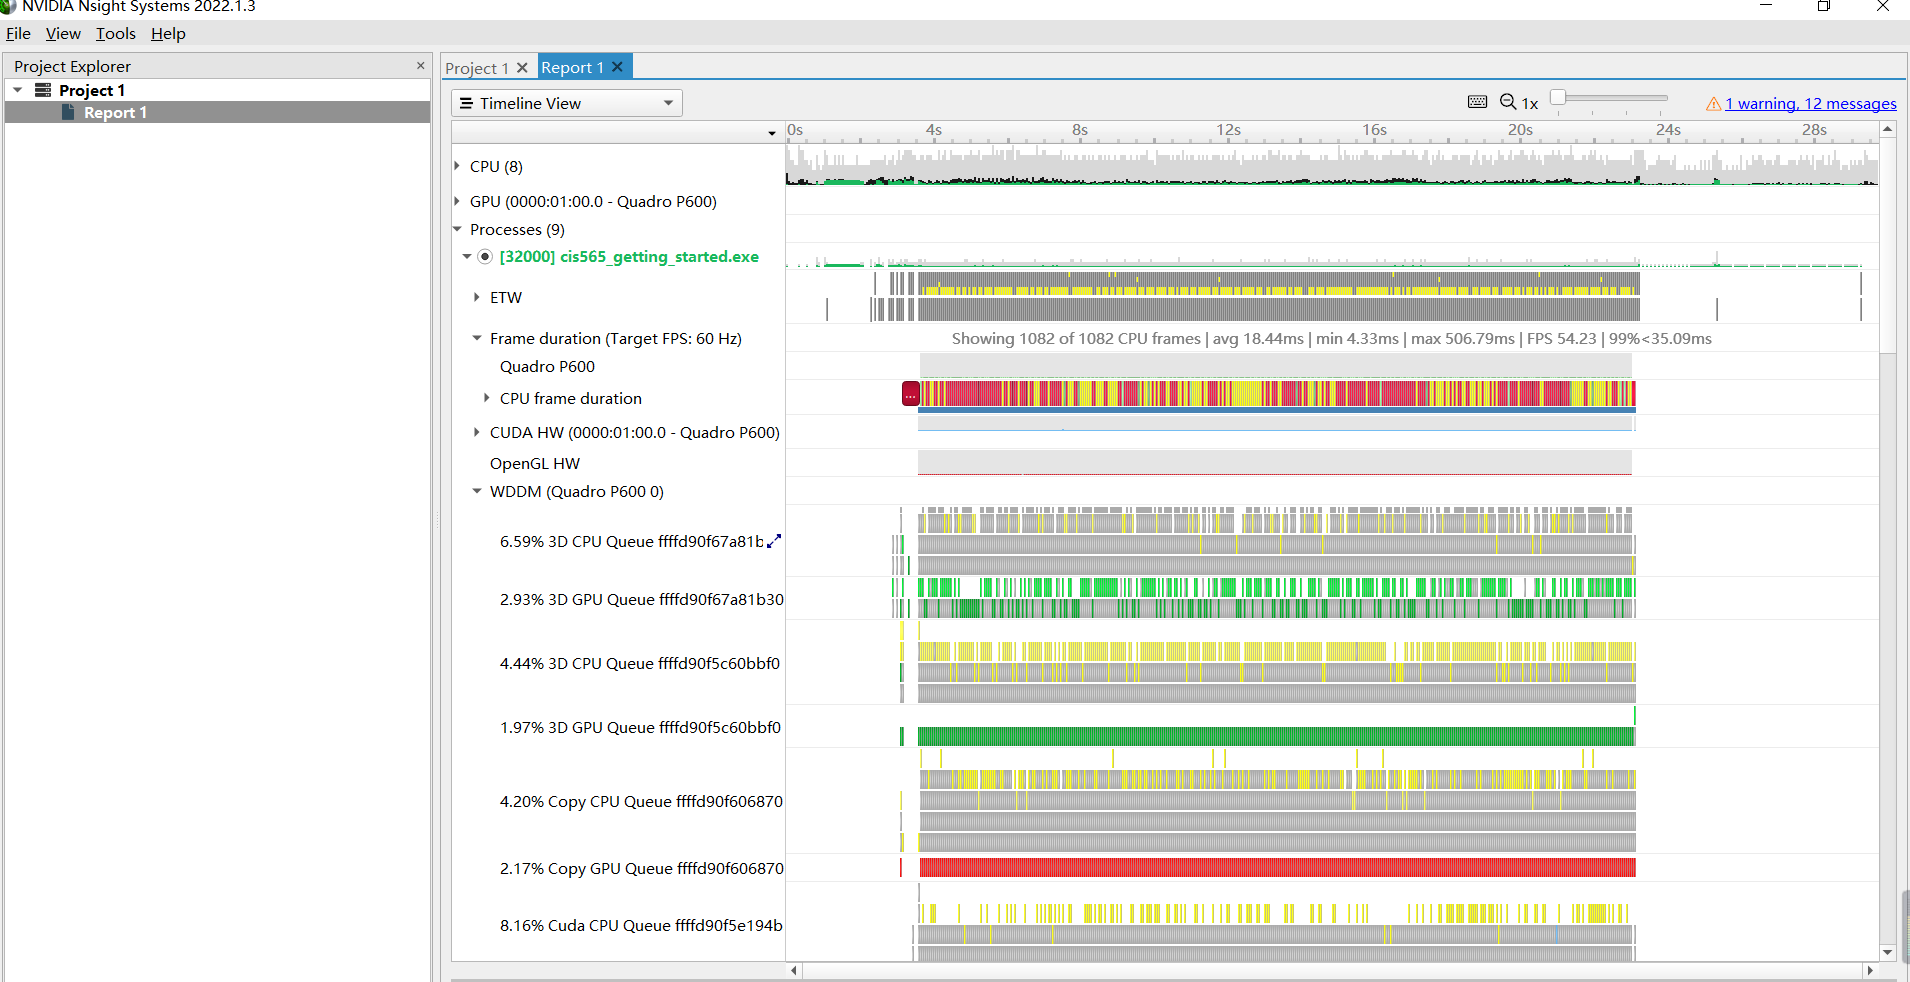 NVIDIA Nsight Systems 2022.1.3
File View Tools Help
Project Explorer
Project 1
Report 1
Project 1
Report 1
Timeline View
1x
1 warning, 12 messages
0s 4s 8s 12s 16s 20s 24s 28s
CPU (8)
GPU (0000:01:00.0 - Quadro P600)
Processes (9)
[32000] cis565_getting_started.exe
ETW
Frame duration (Target FPS: 60 Hz)
Showing 1082 of 1082 CPU frames | avg 18.44ms | min 4.33ms | max 506.79ms | FPS 54.23 | 99%<35.09ms
Quadro P600
CPU frame duration
...
CUDA HW (0000:01:00.0 - Quadro P600)
OpenGL HW
WDDM (Quadro P600 0)
6.59% 3D CPU Queue ffffd90f67a81b
2.93% 3D GPU Queue ffffd90f67a81b30
4.44% 3D CPU Queue ffffd90f5c60bbf0
1.97% 3D GPU Queue ffffd90f5c60bbf0
4.20% Copy CPU Queue ffffd90f606870
2.17% Copy GPU Queue ffffd90f606870
8.16% Cuda CPU Queue ffffd90f5e194b